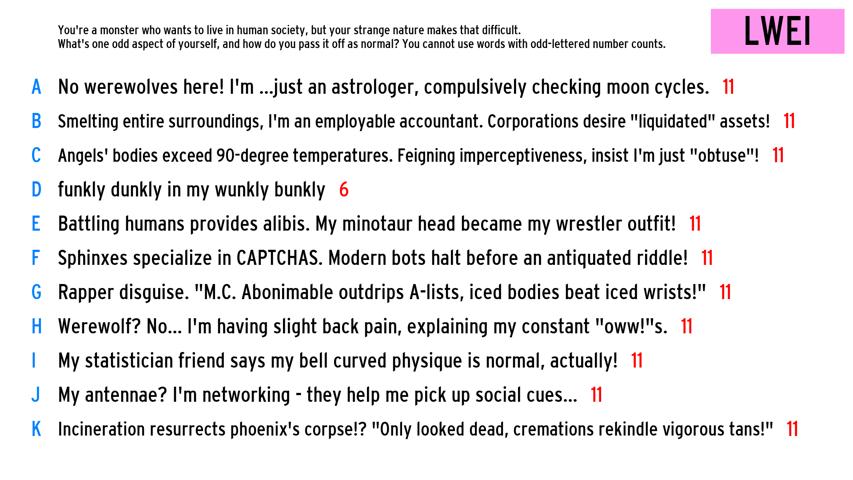 You're a monster who wants to live in human society, but your strange nature makes that difficult.
What's one odd aspect of yourself, and how do you pass it off as normal? You cannot use words with odd-lettered number counts.
LWEI
A No werewolves here! I'm ...just an astrologer, compulsively checking moon cycles. 11
B Smelting entire surroundings, I'm an employable accountant. Corporations desire "liquidated" assets! 11
C Angels' bodies exceed 90-degree temperatures. Feigning imperceptiveness, insist I'm just "obtuse"! 11
D funkly dunkly in my wunkly bunkly 6
E Battling humans provides alibis. My minotaur head became my wrestler outfit! 11
F Sphinxes specialize in CAPTCHAS. Modern bots halt before an antiquated riddle! 11
G Rapper disguise. "M.C. Abonimable outdrips A-lists, iced bodies beat iced wrists!" 11
H Werewolf? No... I'm having slight back pain, explaining my constant "oww!"s. 11
I My statistician friend says my bell curved physique is normal, actually! 11
J My antennae? I'm networking - they help me pick up social cues... 11
K Incineration resurrects phoenix's corpse!? "Only looked dead, cremations rekindle vigorous tans!" 11